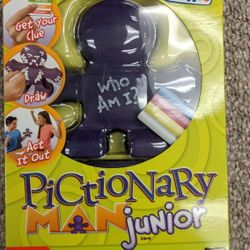 Get Your
Clue
Draw
Act
It Out
Who
Am I?
PICTIONARY
MAN junior